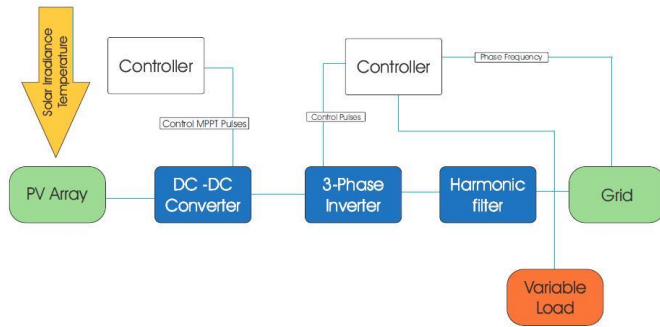 Solar Irradiance
Temperature
Controller
Controller
Phase Frequency
Control MPPT Pulses
Control Pulses
PV Array
DC -DC
Converter
3-Phase
Inverter
Harmonic
filter
Grid
Variable
Load